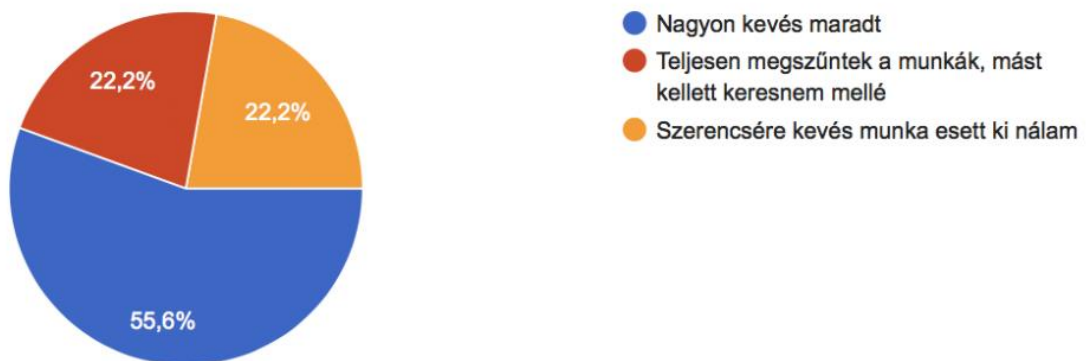 22,2%
22,2%
55,6%
Nagyon kevés maradt
Teljesen megszűntek a munkák, mást
kellett keresnem mellé
Szerencsére kevés munka esett ki nálam